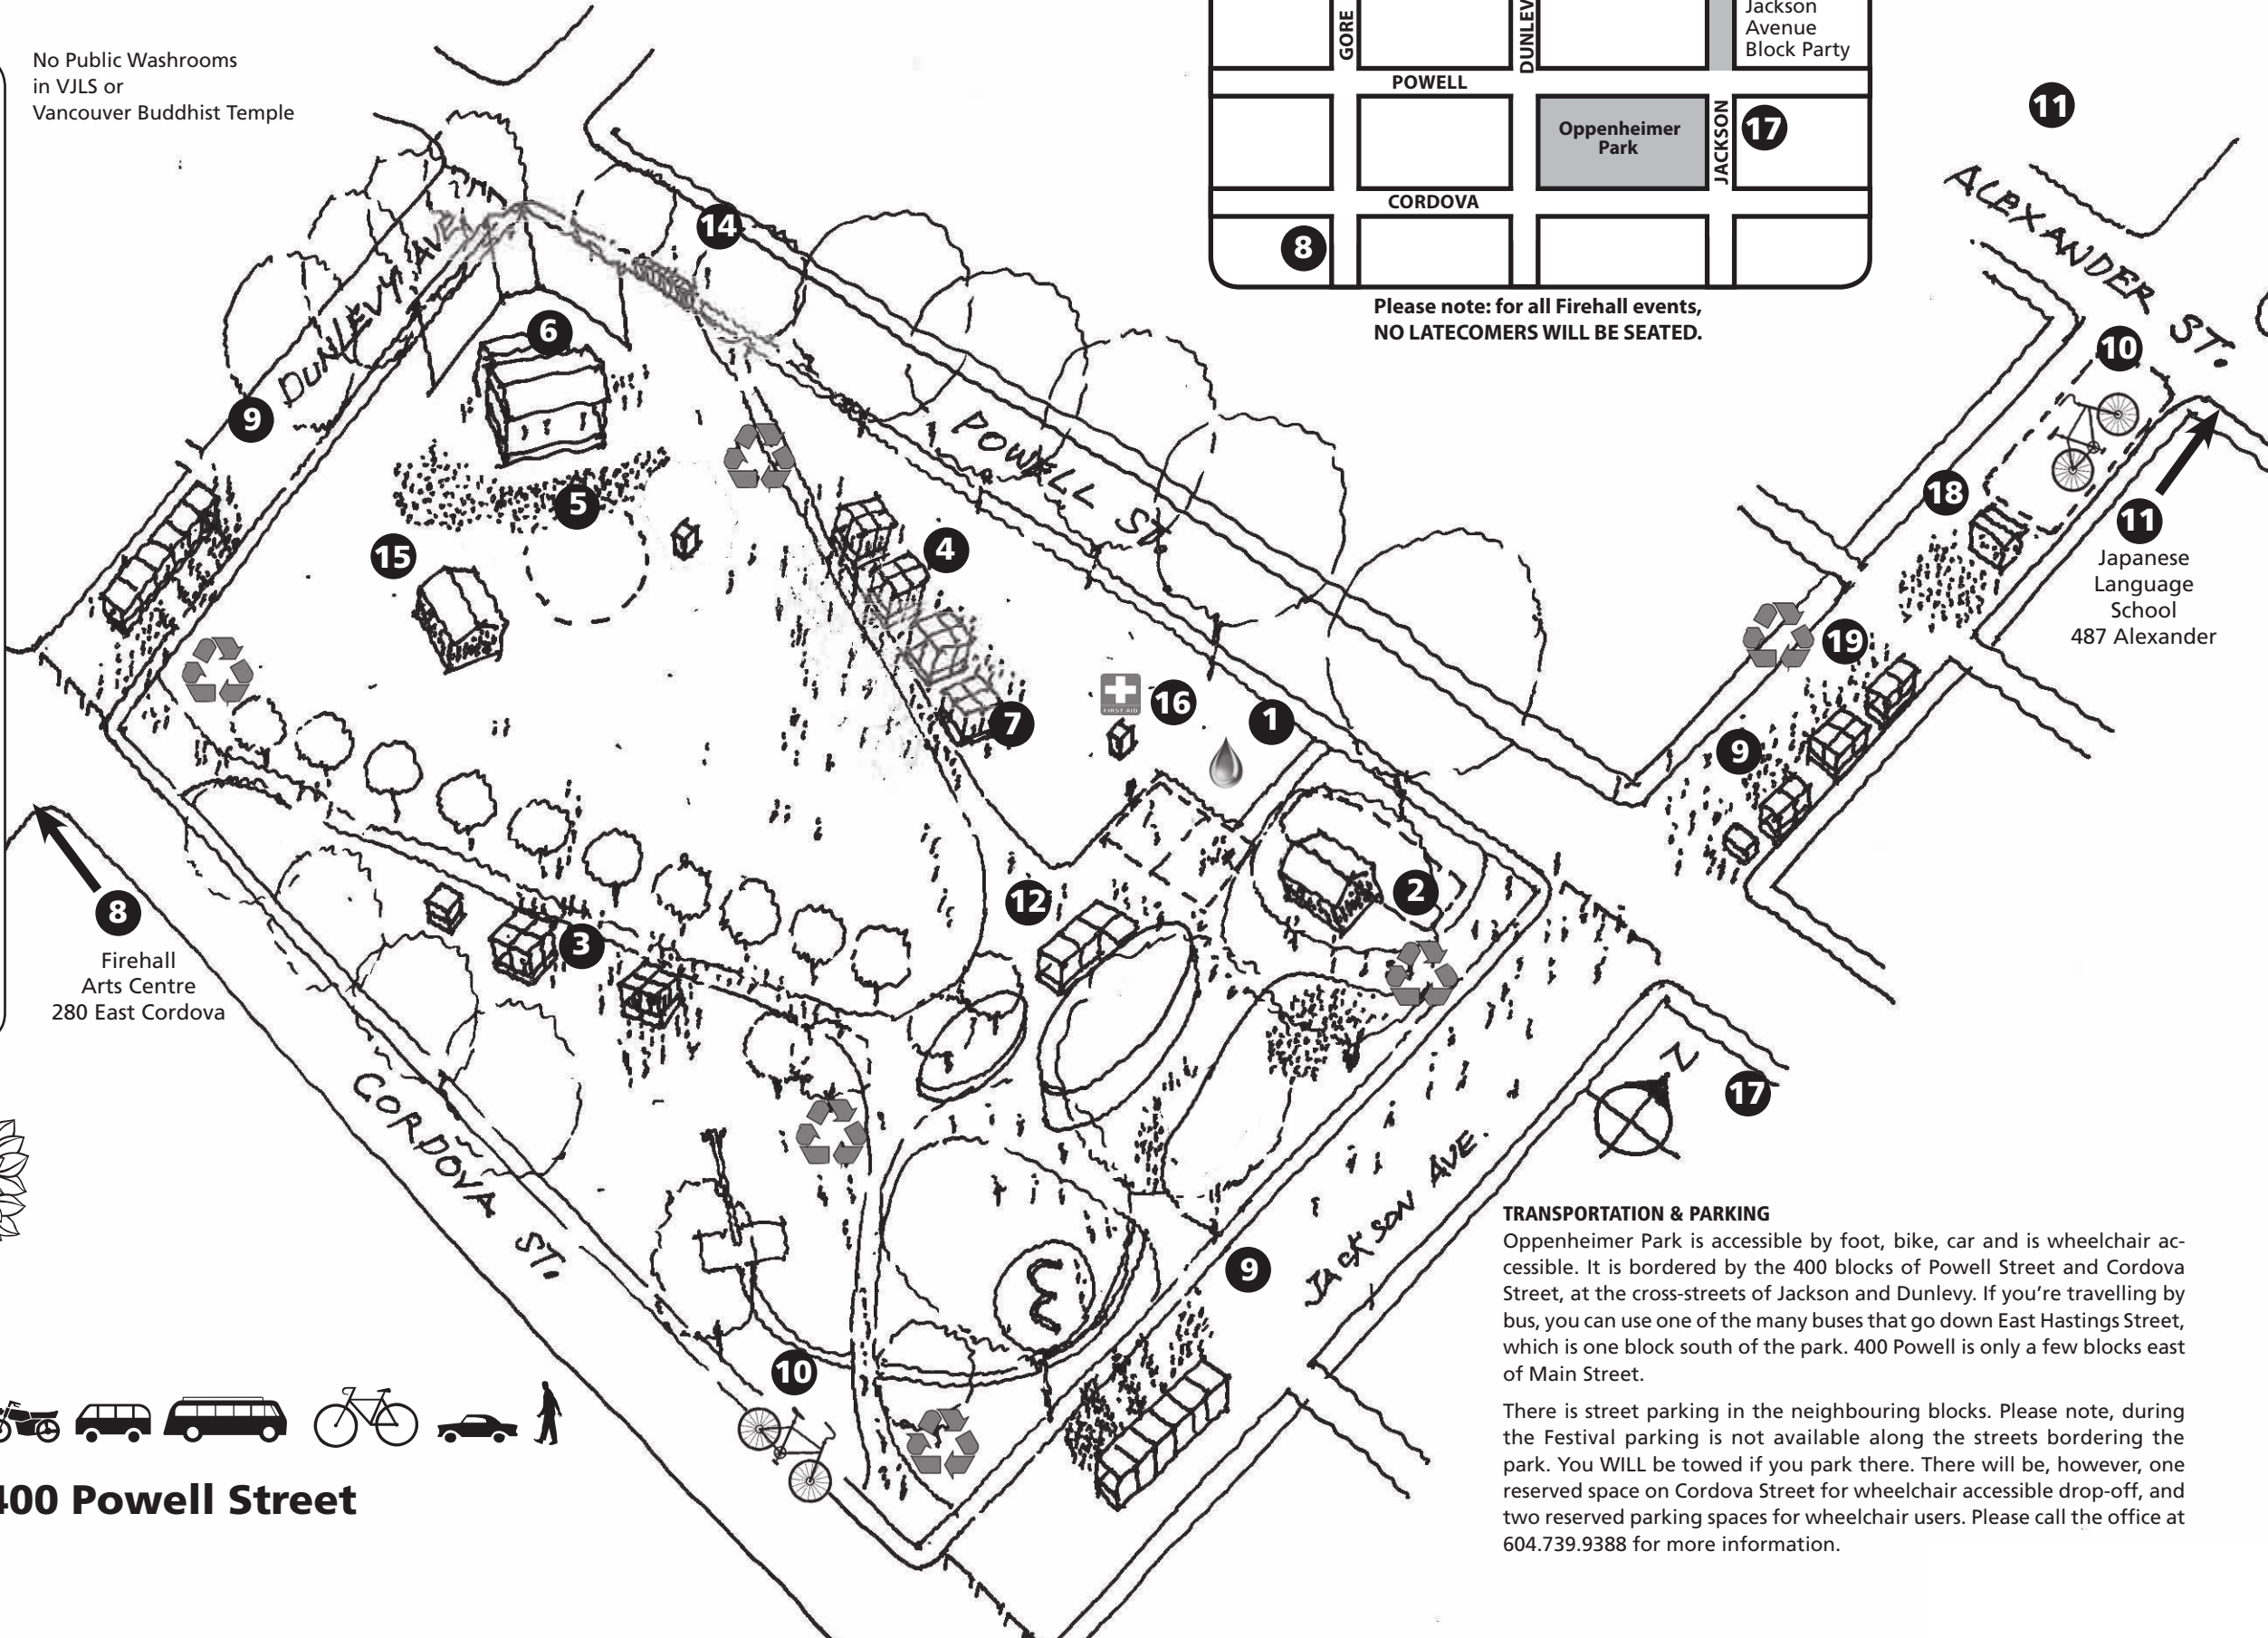 No Public Washrooms
in VJLS or
Vancouver Buddhist Temple
GORE
Jackson
Avenue
Block Party
POWELL
Oppenheimer
Park
JACKSON
17
CORDOVA
8
Please note: for all Firehall events,
NO LATECOMERS WILL BE SEATED.
11
ALEXANDER ST.
14
DUNLEVY AV
6
9
POWELL ST.
5
15
4
10
18
11
Japanese
Language
School
487 Alexander
19
9
7
FIRST AID
16
1
12
2
3
8
Firehall
Arts Centre
280 East Cordova
CORDOVA ST.
N
17
JACKSON AVE.
9
10
400 Powell Street
TRANSPORTATION & PARKING
Oppenheimer Park is accessible by foot, bike, car and is wheelchair ac-
cessible. It is bordered by the 400 blocks of Powell Street and Cordova
Street, at the cross-streets of Jackson and Dunlevy. If you're travelling by
bus, you can use one of the many buses that go down East Hastings Street,
which is one block south of the park. 400 Powell is only a few blocks east
of Main Street.
There is street parking in the neighbouring blocks. Please note, during
the Festival parking is not available along the streets bordering the
park. You WILL be towed if you park there. There will be, however, one
reserved space on Cordova Street for wheelchair accessible drop-off, and
two reserved parking spaces for wheelchair users. Please call the office at
604.739.9388 for more information.